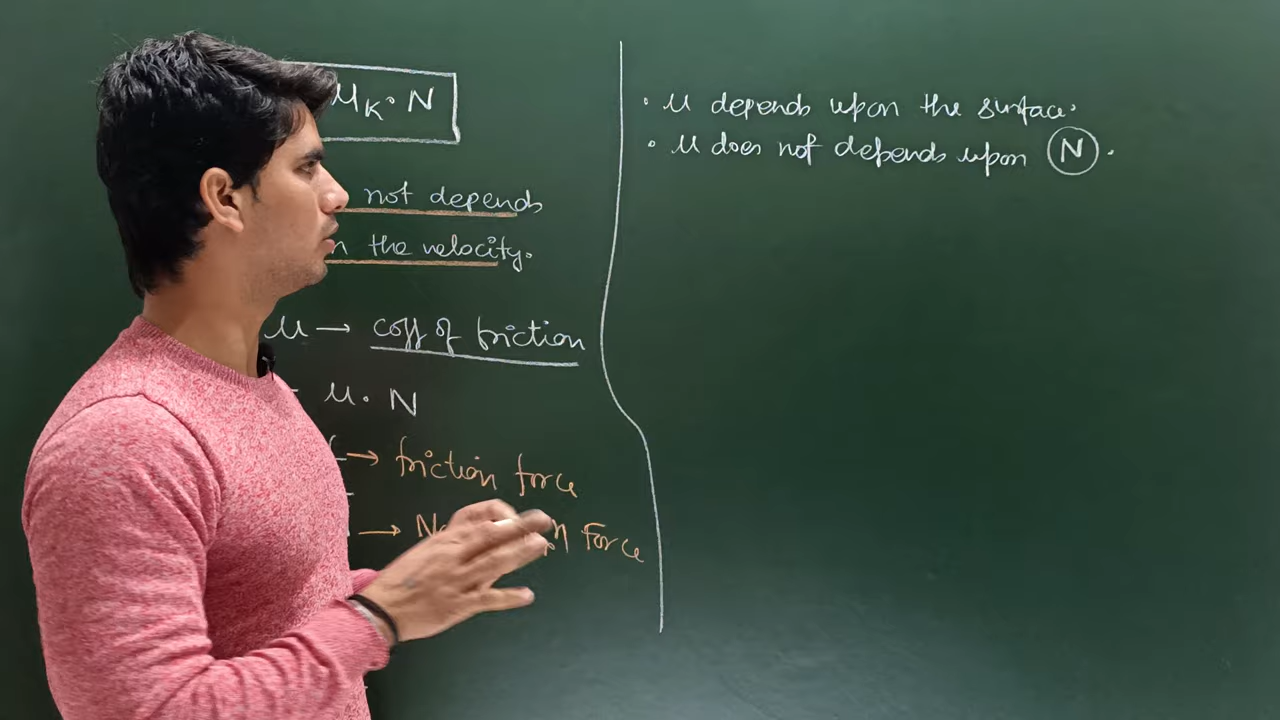 μK. N
not depends
the velocity.
μ → coff of friction
μ. N
→ friction force
→ Force
. μ depends upon the surface.
. μ does not depends upon N .